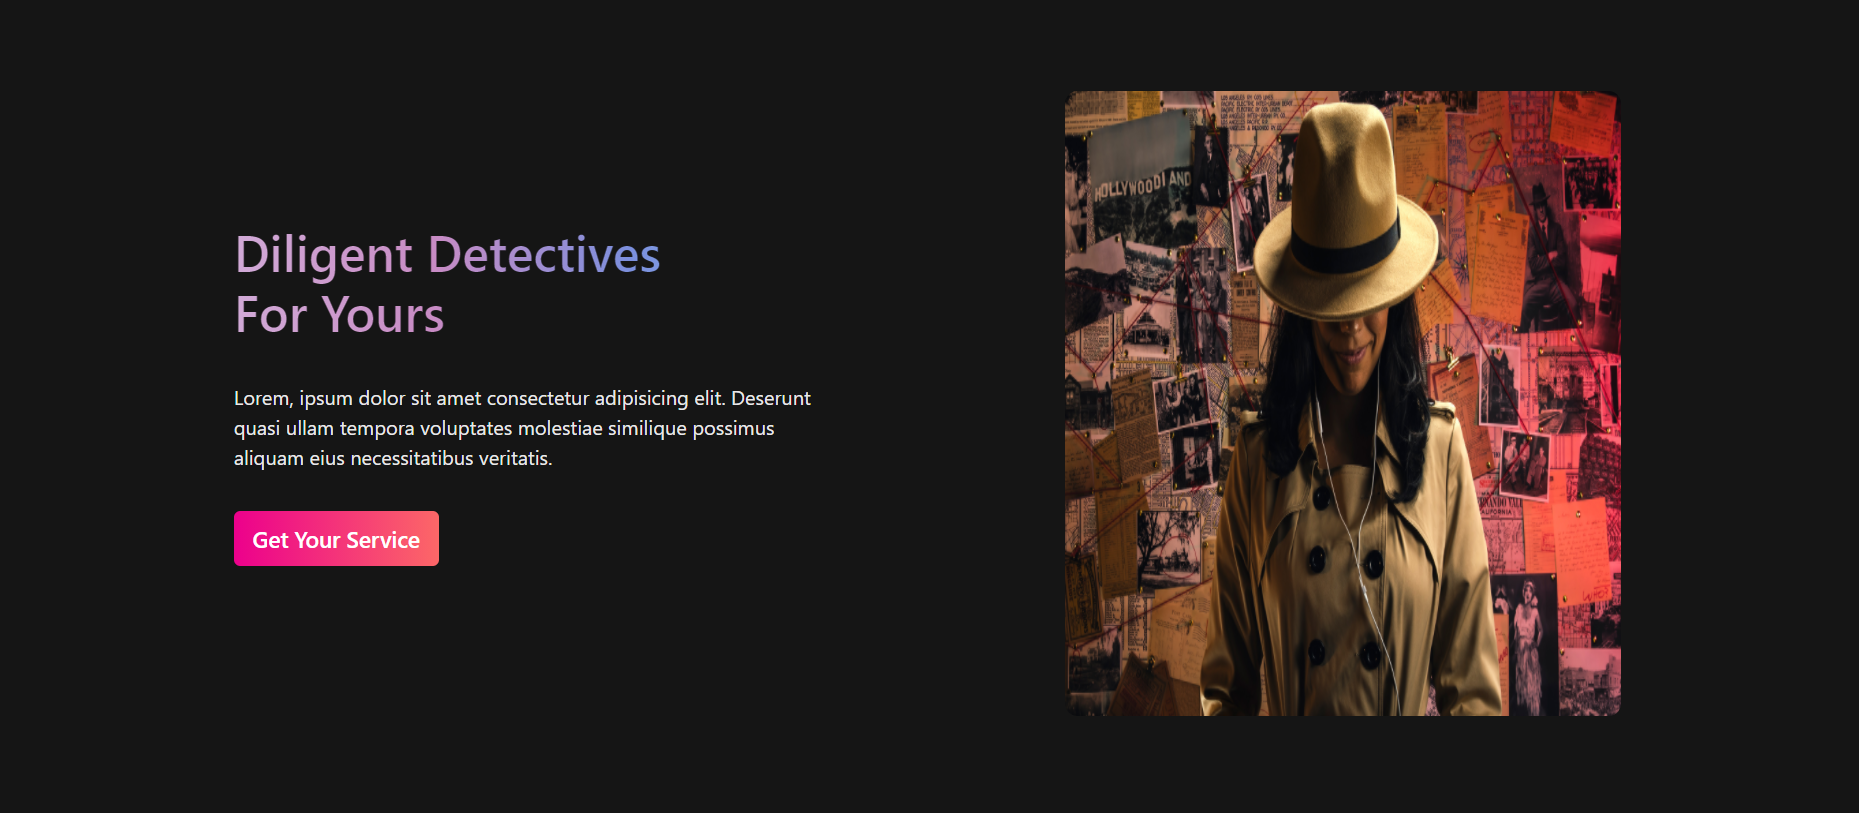 Diligent Detectives
For Yours
Lorem, ipsum dolor sit amet consectetur adipisicing elit. Deserunt
quasi ullam tempora voluptates molestiae similique possimus
aliquam eius necessitatibus veritatis.
Get Your Service
HOLLYWOODLAND